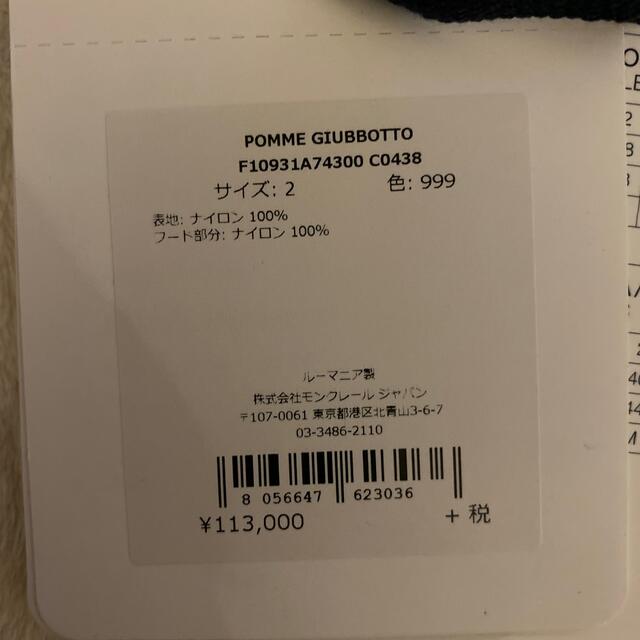 POMME GIUBBOTTO
F10931A74300 C0438
サイズ: 2 色: 999
表地: ナイロン 100%
フード部分: ナイロン 100%
ルーマニア製
株式会社モンクレール ジャパン
〒107-0061 東京都港区北青山3-6-7
03-3486-2110
8 056647 623036
¥113,000 + 税